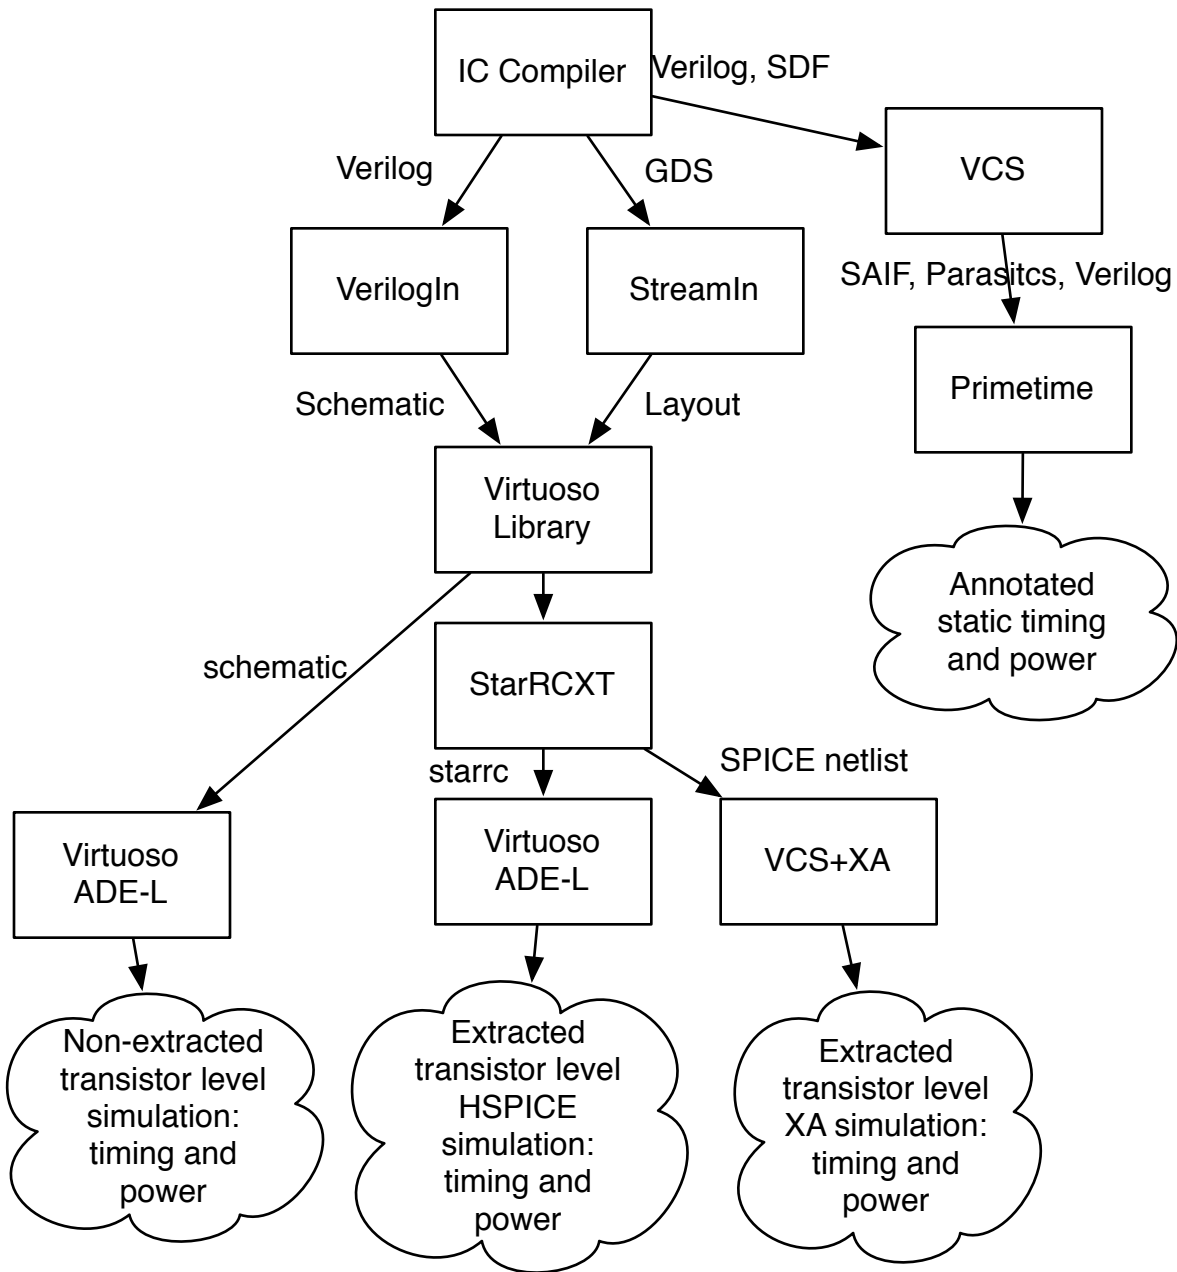 IC Compiler
Verilog, SDF
VCS
Verilog
GDS
VerilogIn
StreamIn
SAIF, Parasitcs, Verilog
Primetime
Schematic
Layout
Virtuoso
Library
Annotated
static timing
and power
schematic
StarRCXT
starrc
SPICE netlist
Virtuoso
ADE-L
Virtuoso
ADE-L
VCS+XA
Non-extracted
transistor level
simulation:
timing and
power
Extracted
transistor level
HSPICE
simulation:
timing and
power
Extracted
transistor level
XA simulation:
timing and
power